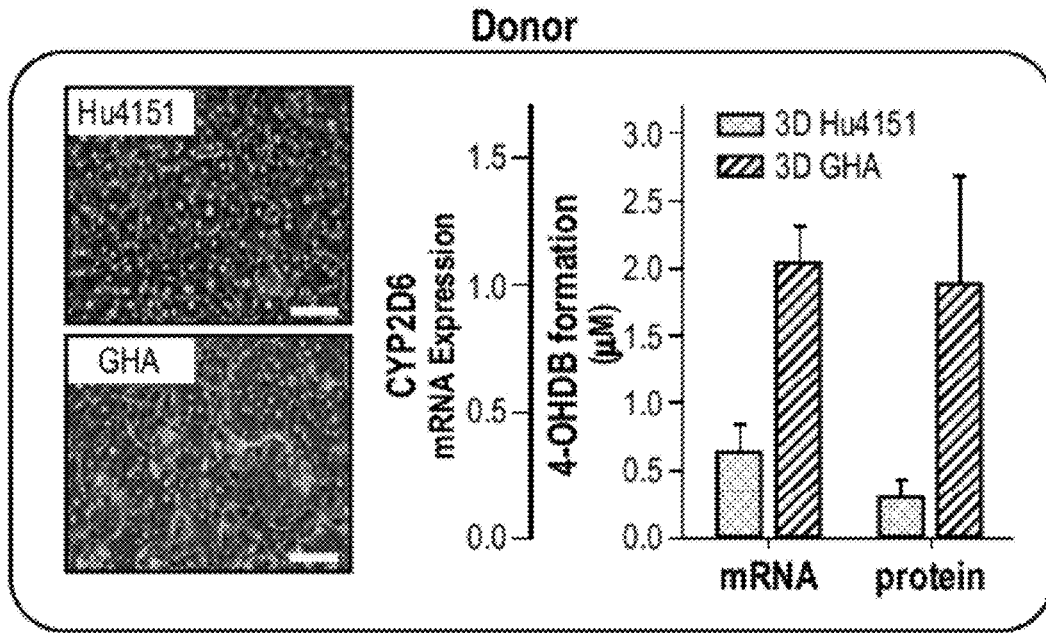 Donor
Hu4151
GHA
CYP2D6
mRNA Expression
1.5
1.0
0.5
0.0
4-OHDB formation
(µM)
3.0
2.5
2.0
1.5
1.0
0.5
0.0
3D Hu4151
3D GHA
mRNA
protein